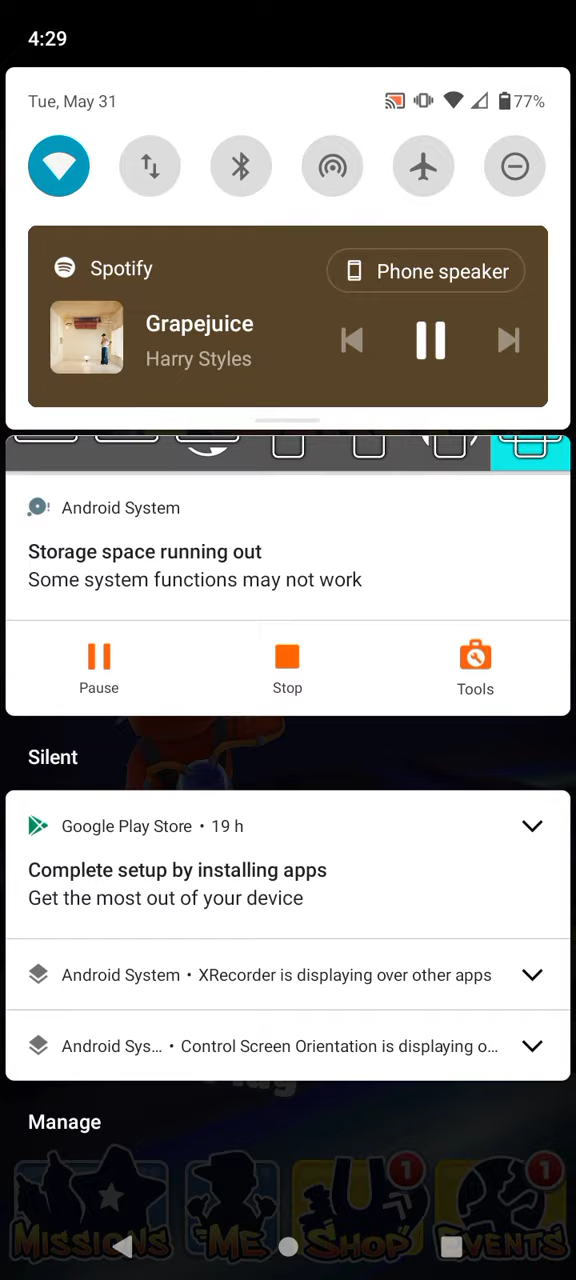 4:29
Tue, May 31
77%
Spotify
Phone speaker
Grapejuice
Harry Styles
Android System
Storage space running out
Some system functions may not work
Pause
Stop
Tools
Silent
Google Play Store • 19 h
Complete setup by installing apps
Get the most out of your device
Android System • XRecorder is displaying over other apps
Android Sys... • Control Screen Orientation is displaying o...
Manage
1
1
MISSIONS
ME
SHOP
EVENTS